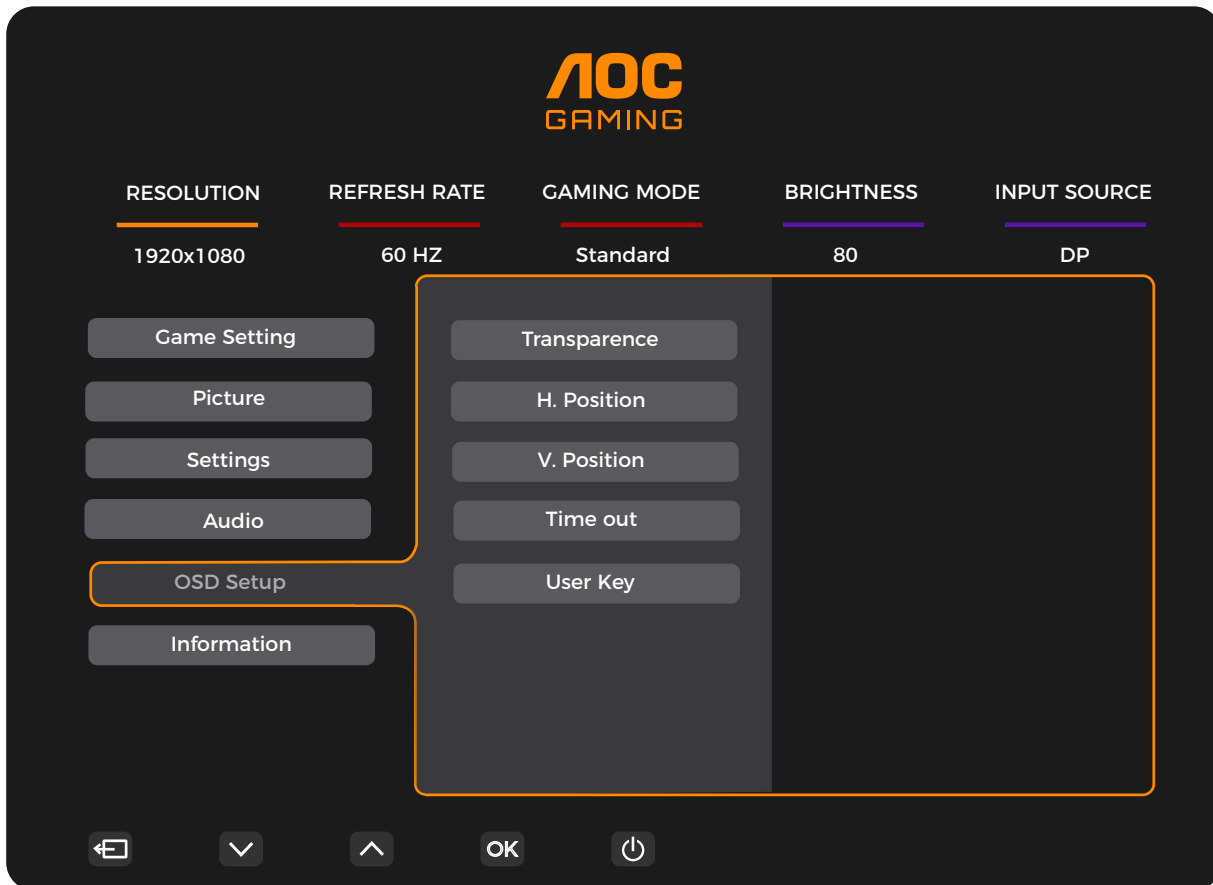 AOC
GAMING
RESOLUTION REFRESH RATE GAMING MODE BRIGHTNESS INPUT SOURCE
1920x1080 60 HZ Standard 80 DP
Game Setting Transparence
Picture H. Position
Settings V. Position
Audio Time out
OSD Setup User Key
Information
OK